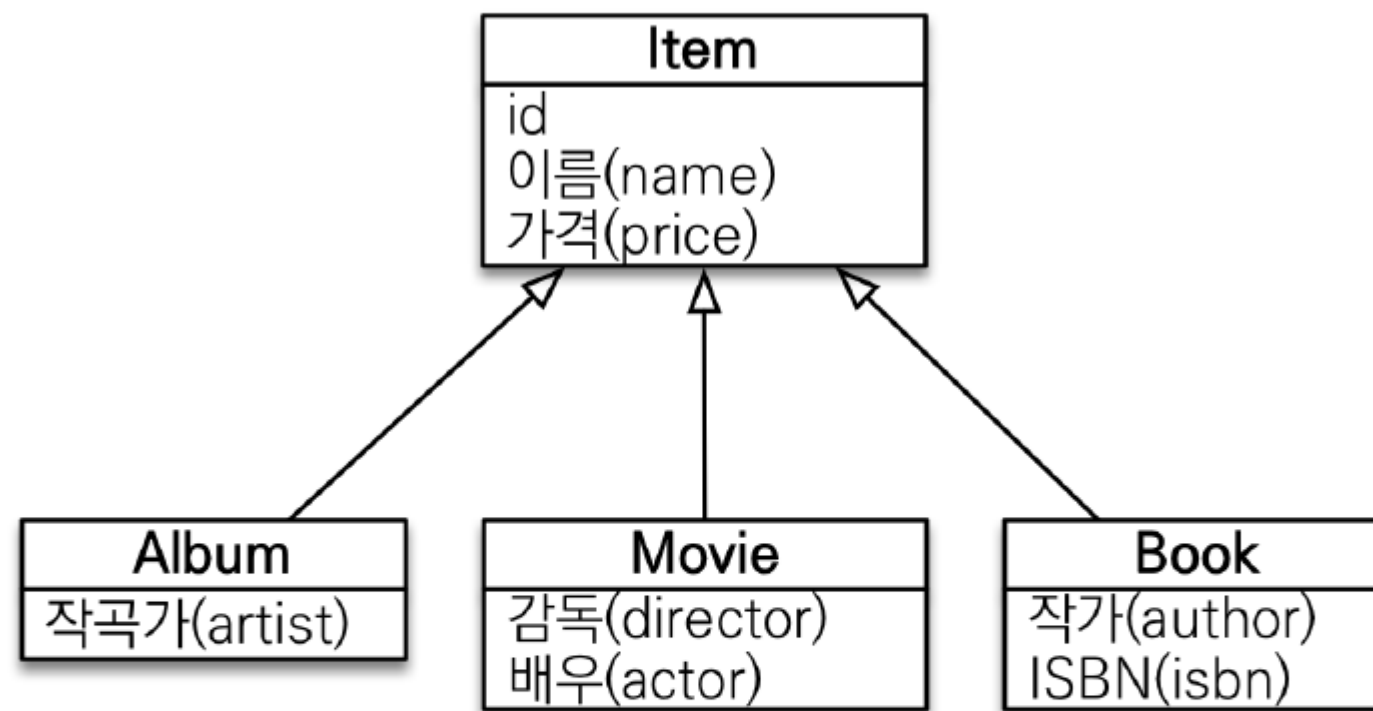 Item
id
이름(name)
가격(price)
Album
작곡가(artist)
Movie
감독(director)
배우(actor)
Book
작가(author)
ISBN(isbn)